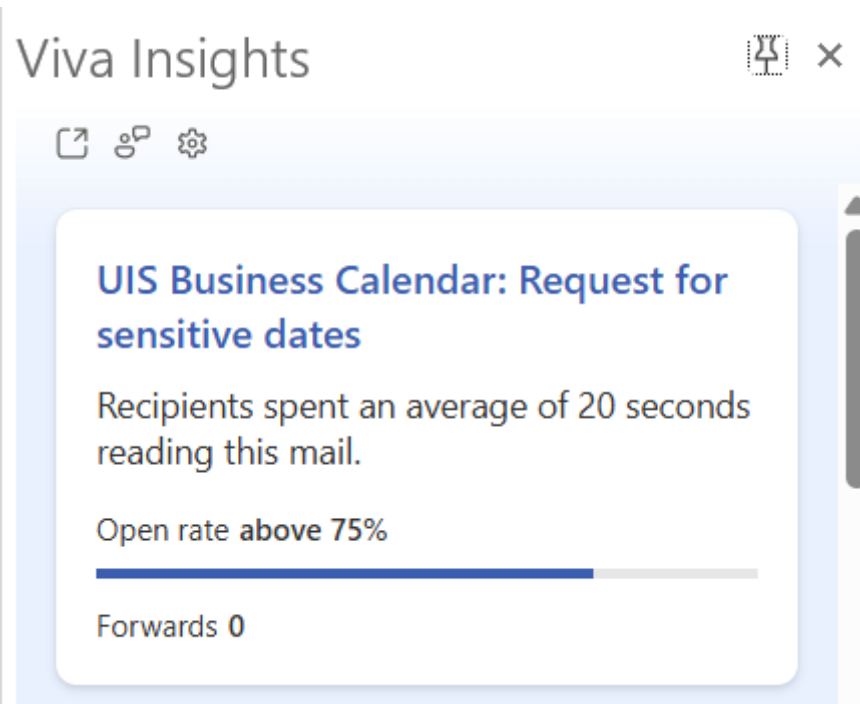 Viva Insights
UIS Business Calendar: Request for
sensitive dates
Recipients spent an average of 20 seconds
reading this mail.
Open rate above 75%
Forwards 0